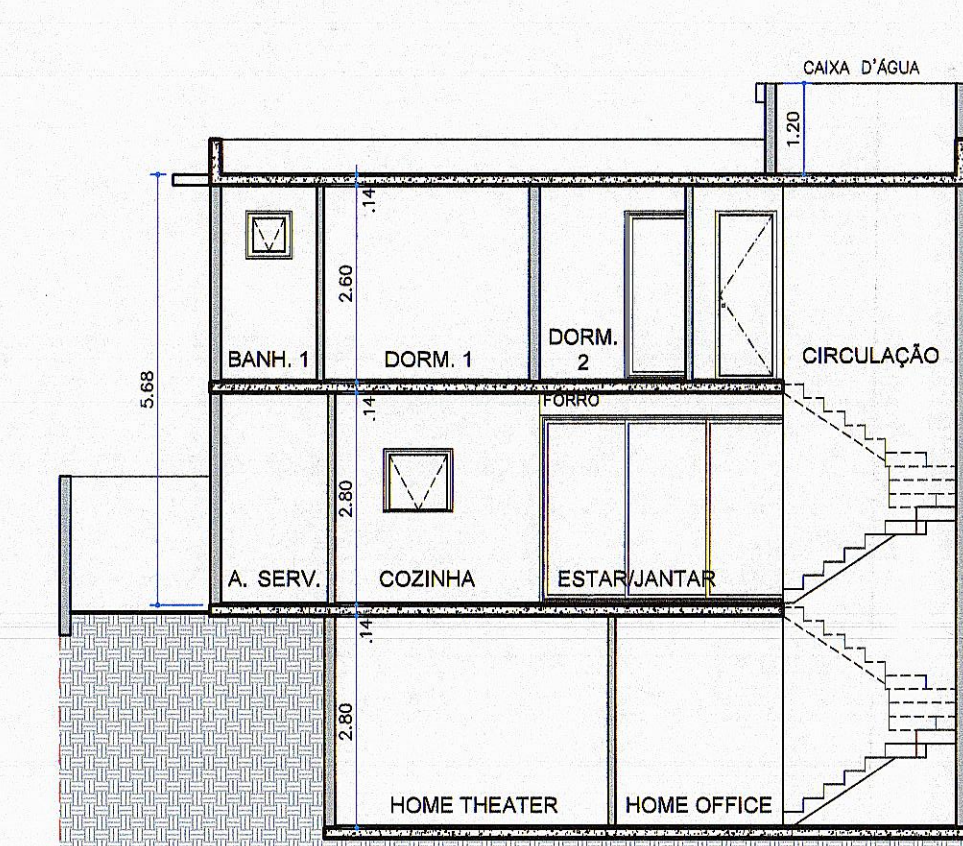 CAIXA D'ÁGUA
1.20
.14
2.60
BANH. 1
DORM. 1
DORM.
2
CIRCULAÇÃO
5.68
.14
FORRO
2.80
A. SERV.
COZINHA
ESTAR/JANTAR
.14
2.80
HOME THEATER
HOME OFFICE